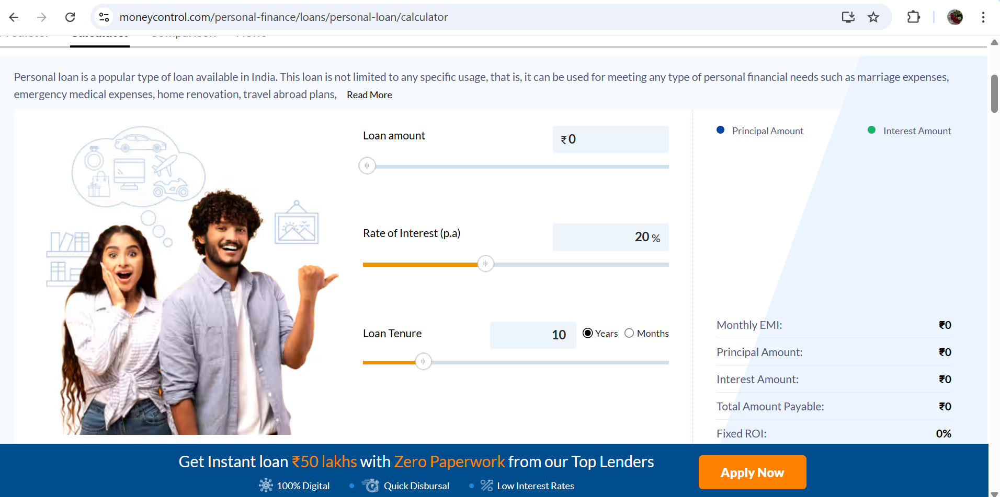 moneycontrol.com/personal-finance/loans/personal-loan/calculator
Personal loan is a popular type of loan available in India. This loan is not limited to any specific usage, that is, it can be used for meeting any type of personal financial needs such as marriage expenses,
emergency medical expenses, home renovation, travel abroad plans, Read More
Loan amount
₹ 0
Rate of Interest (p.a)
20 %
Loan Tenure
10
Years
Months
Principal Amount
Interest Amount
Monthly EMI: ₹0
Principal Amount: ₹0
Interest Amount: ₹0
Total Amount Payable: ₹0
Fixed ROI: 0%
Get Instant loan ₹50 lakhs with Zero Paperwork from our Top Lenders
100% Digital
Quick Disbursal
Low Interest Rates
Apply Now